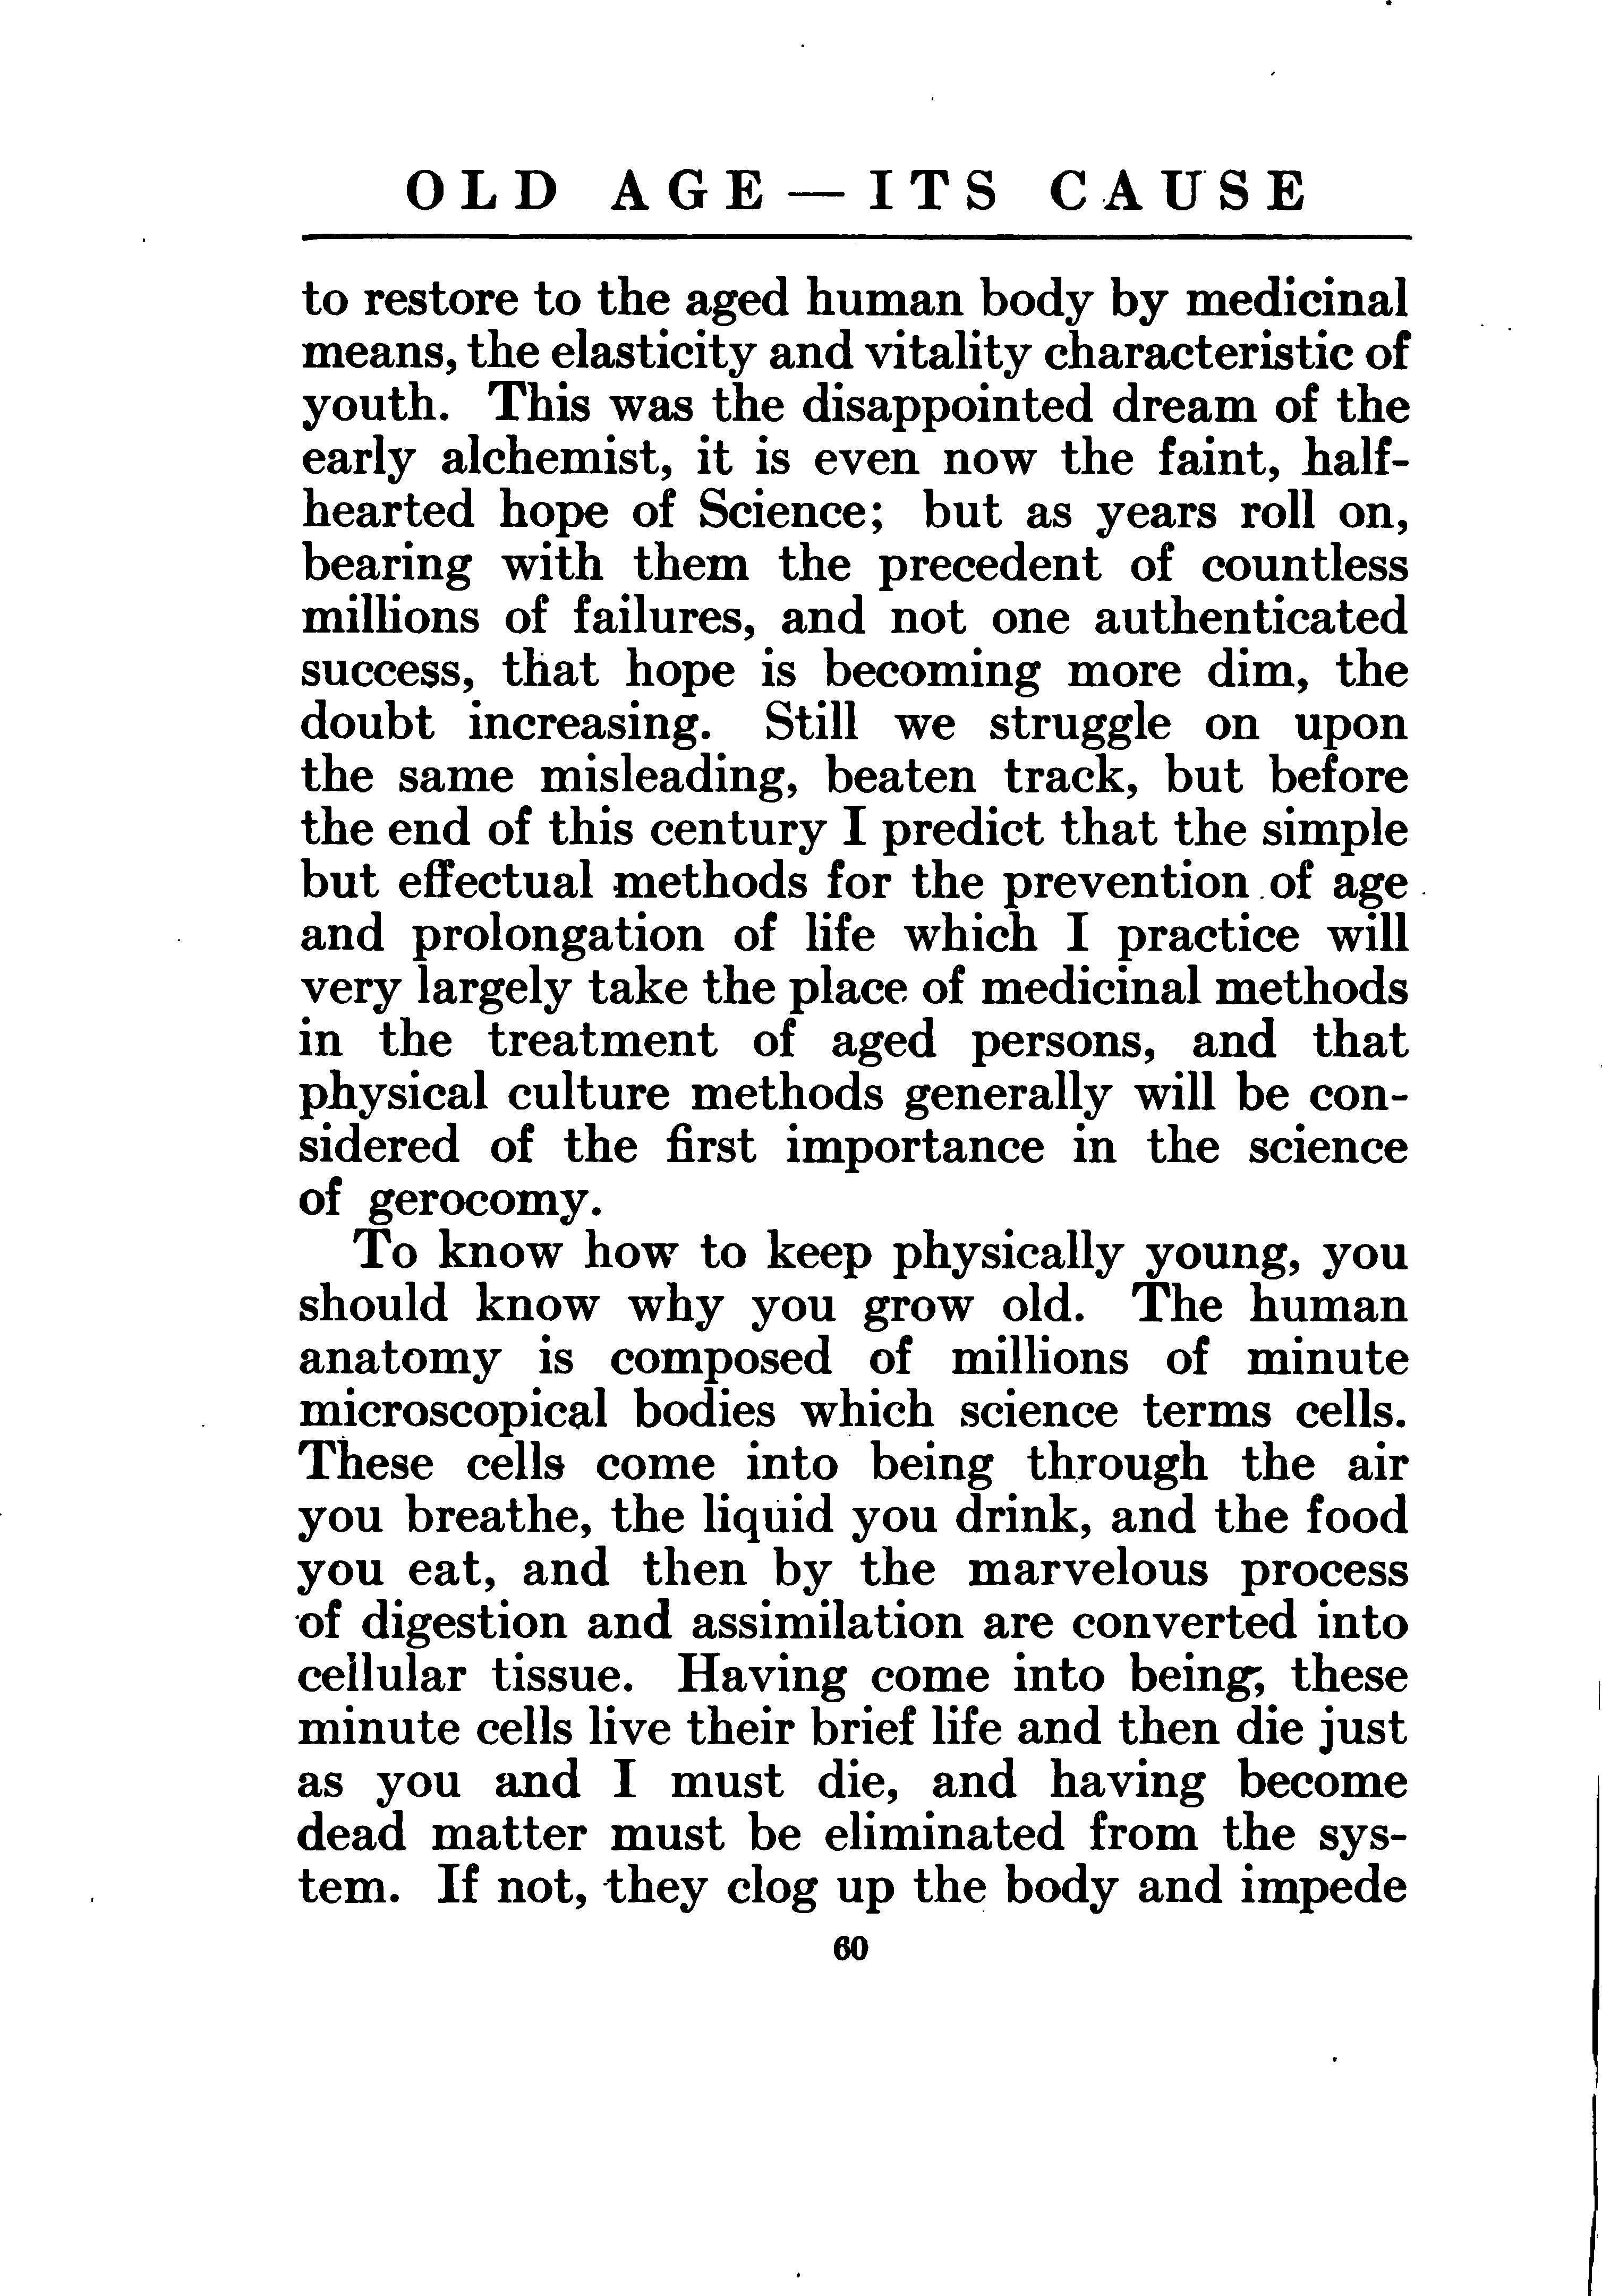 OLD AGE — ITS CAUSE
to restore to the aged human body by medicinal
means, the elasticity and vitality characteristic of
youth. This was the disappointed dream of the
early alchemist, it is even now the faint, half-
hearted hope of Science; but as years roll on,
bearing with them the precedent of countless
millions of failures, and not one authenticated
success, that hope is becoming more dim, the
doubt increasing. Still we struggle on upon
the same misleading, beaten track, but before
the end of this century I predict that the simple
but effectual methods for the prevention of age
and prolongation of life which I practice will
very largely take the place of medicinal methods
in the treatment of aged persons, and that
physical culture methods generally will be con-
sidered of the first importance in the science
of gerocomy.
To know how to keep physically young, you
should know why you grow old. The human
anatomy is composed of millions of minute
microscopical bodies which science terms cells.
These cells come into being through the air
you breathe, the liquid you drink, and the food
you eat, and then by the marvelous process
of digestion and assimilation are converted into
cellular tissue. Having come into being, these
minute cells live their brief life and then die just
as you and I must die, and having become
dead matter must be eliminated from the sys-
tem. If not, they clog up the body and impede
60